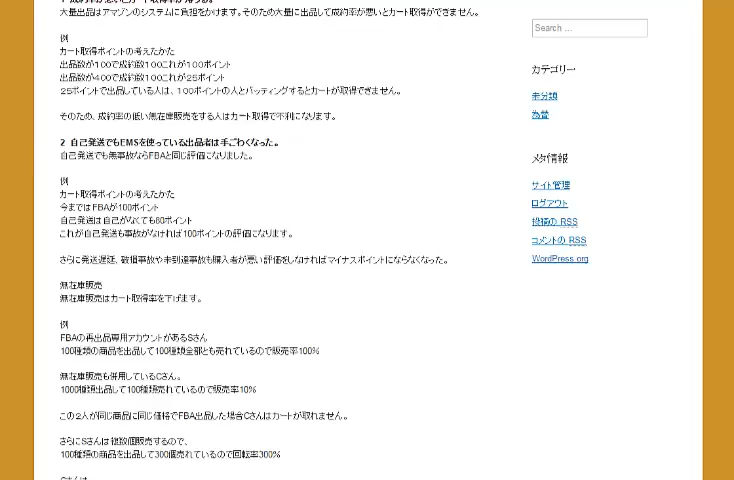 大量出品はアマゾンのシステムに負担をかけます。そのため大量に出品して成約率が悪いとカート取得ができません。
例
カート取得ポイントの考えたかた
出品数が100で成約数100これが100ポイント
出品数が400で成約数100これが25ポイント
25ポイントで出品している人は、100ポイントの人とバッティングするとカートが取得できません。
そのため、成約率の低い無在庫販売をする人はカート取得で不利になります。
2 自己発送でもEMSを使っている出品者は手ごわくなった。
自己発送でも無事故ならFBAと同じ評価になりました。
例
カート取得ポイントの考えたかた
今まではFBAが100ポイント
自己発送は自己がなくても80ポイント
これが自己発送も事故がなければ100ポイントの評価になります。
さらに発送遅延、破損事故や未到達事故も購入者が悪い評価をしなければマイナスポイントにならなくなった。
無在庫販売
無在庫販売はカート取得率を下げます。
例
FBAの再出品専用アカウントがあるSさん
100種類の商品を出品して100種類全部とも売れているので販売率100%
無在庫販売も併用しているCさん。
1000種類出品して100種類売れているので販売率10%
この2人が同じ商品に同じ価格でFBA出品した場合Cさんはカートが取れません。
さらにSさんは複数個販売するので、
100種類の商品を出品して300個売れているので回転率300%
Search …
カテゴリー
未分類
為替
メタ情報
サイト管理
ログアウト
投稿の RSS
コメントの RSS
WordPress.org